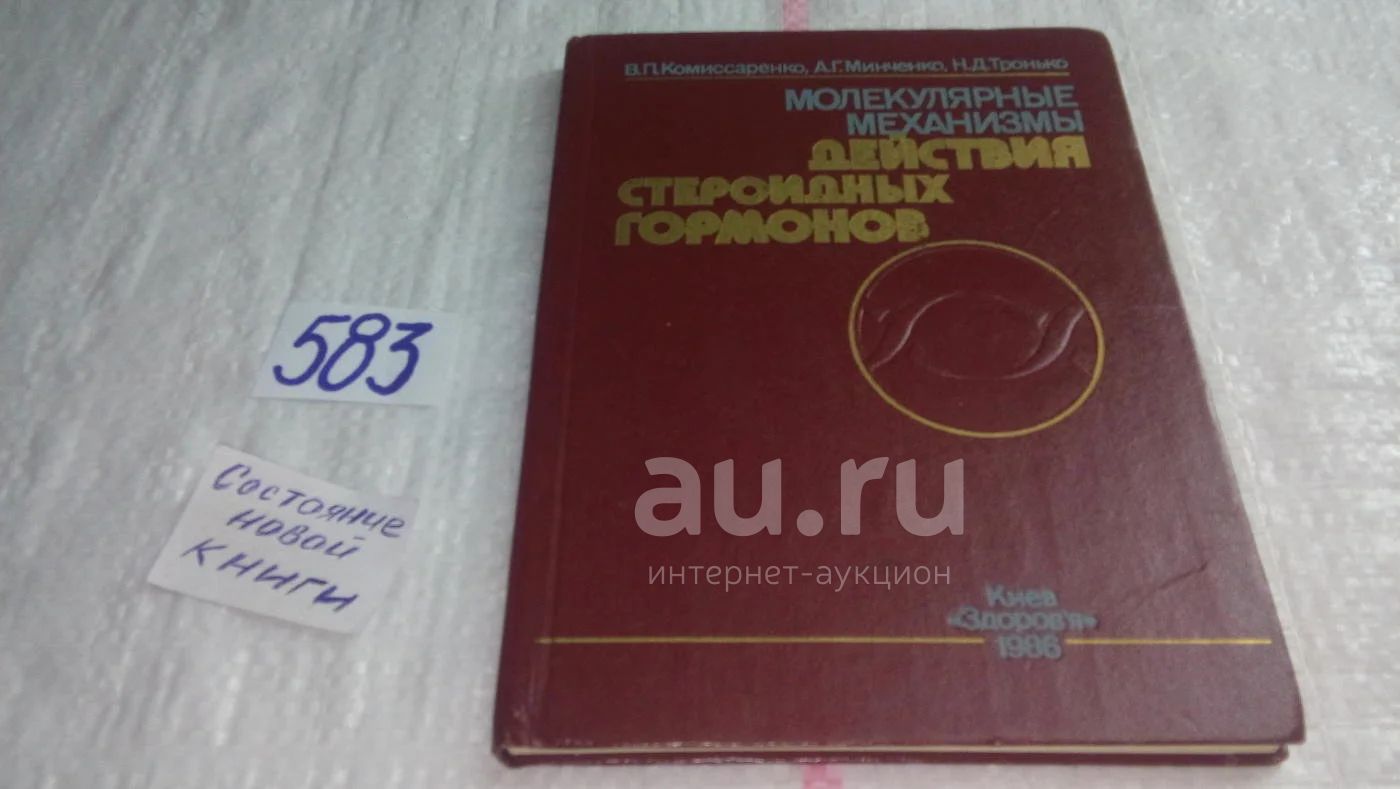 В.П.Комиссаренко, А.Г.Минченко, Н.Д.Тронько
МОЛЕКУЛЯРНЫЕ
МЕХАНИЗМЫ
ДЕЙСТВИЯ
СТЕРОИДНЫХ
ГОРМОНОВ
583
Состояние
новой
книги
au.ru
интернет-аукцион
Киев
«Здоров'я»
1986